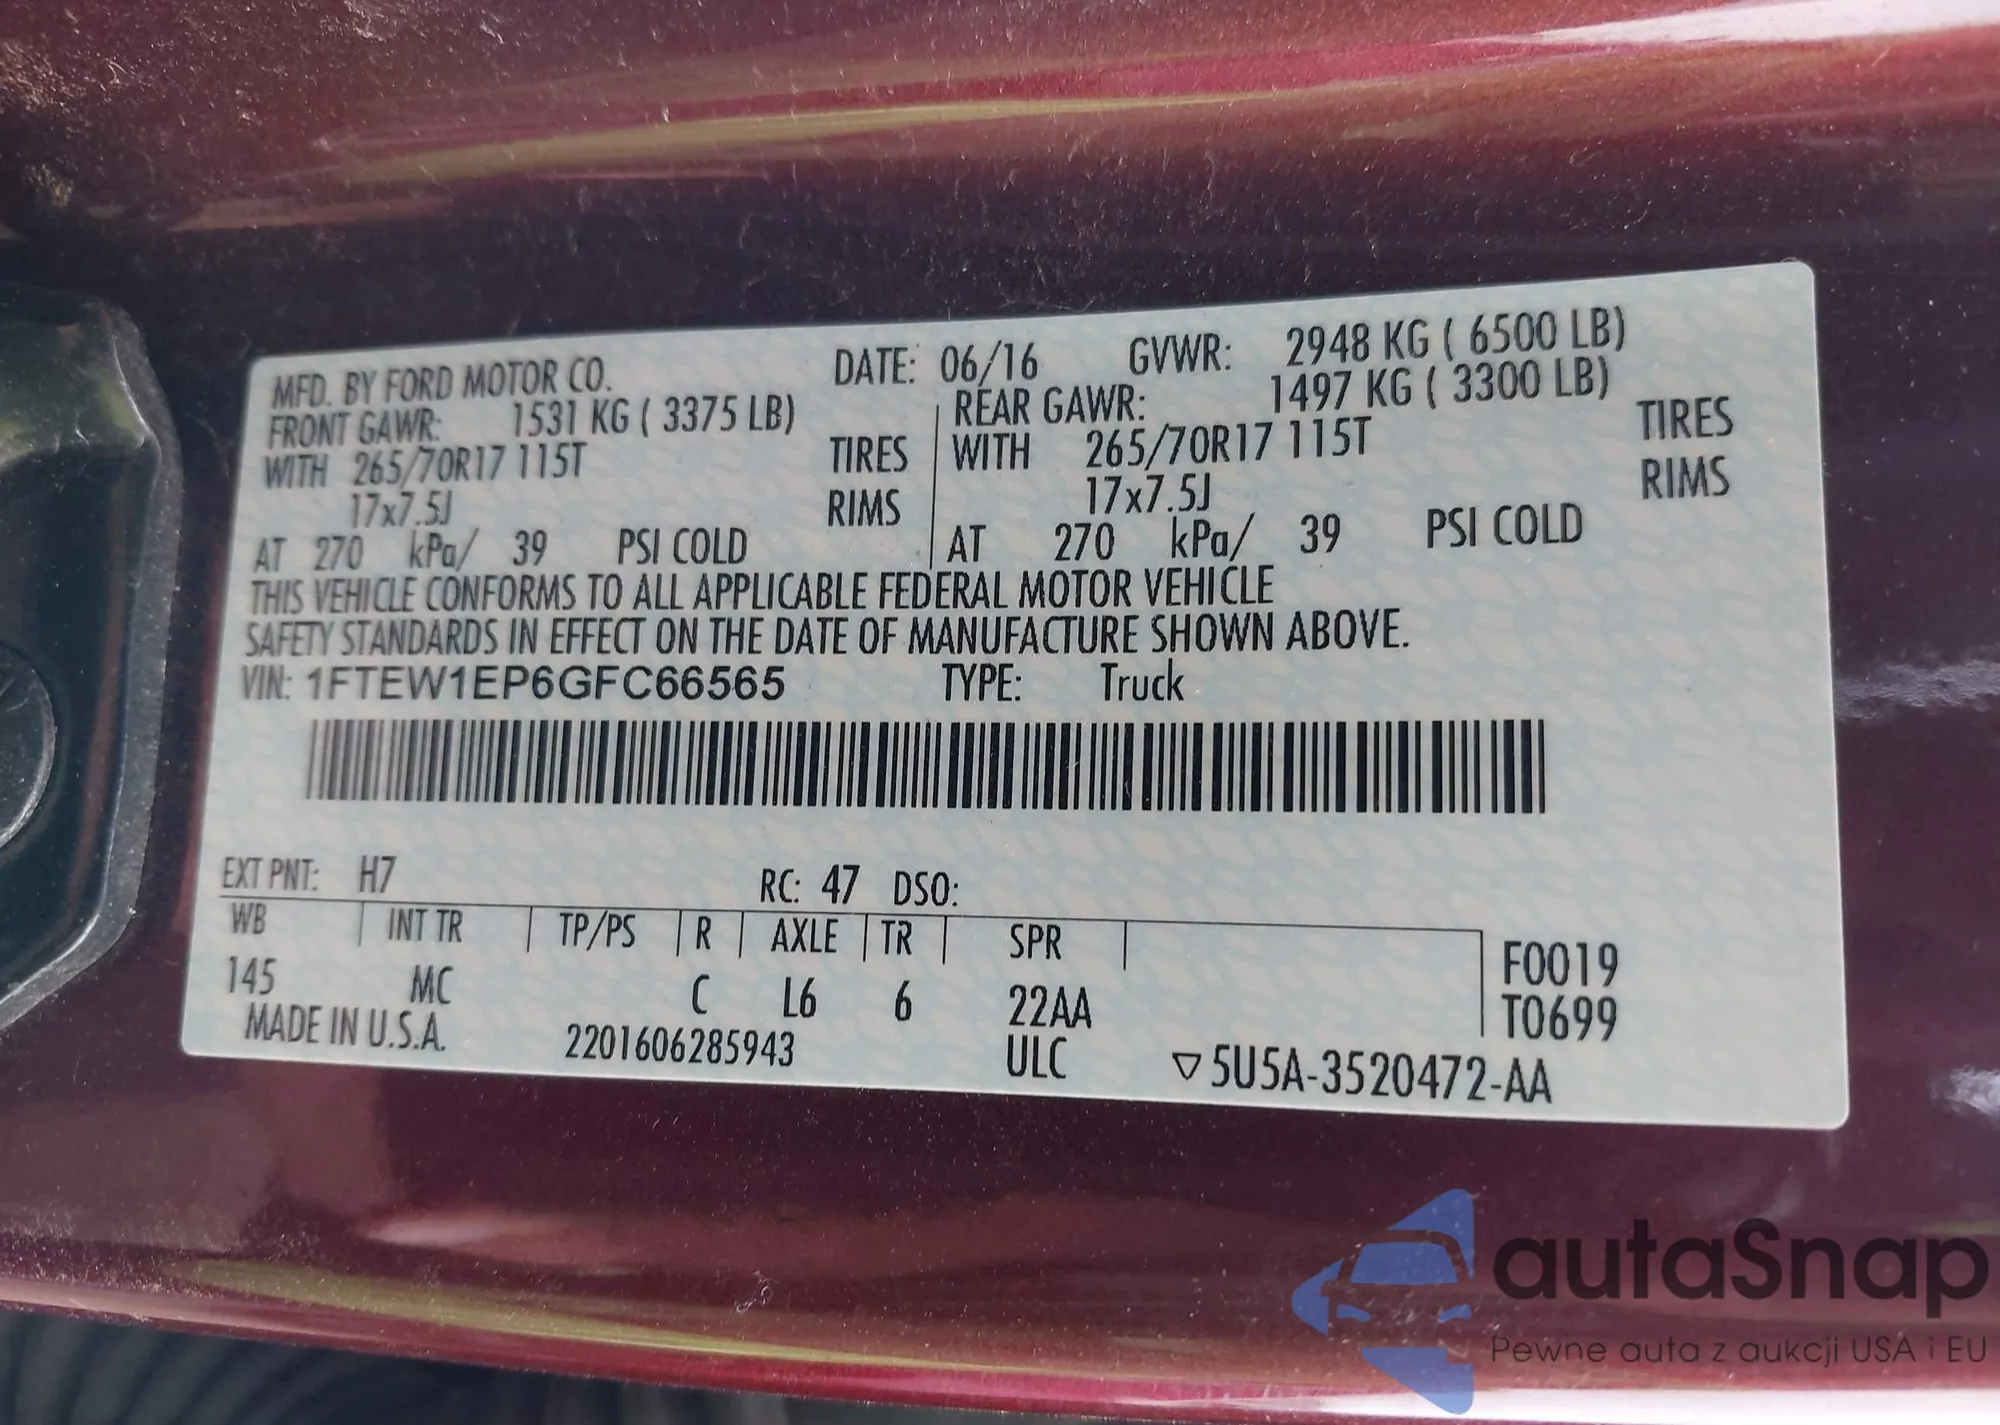 MFD. BY FORD MOTOR CO. DATE: 06/16 GVWR: 2948 KG ( 6500 LB)
FRONT GAWR: 1531 KG ( 3375 LB) REAR GAWR: 1497 KG ( 3300 LB)
WITH 265/70R17 115T TIRES WITH 265/70R17 115T TIRES
17x7.5J RIMS 17x7.5J RIMS
AT 270 kPa/ 39 PSI COLD AT 270 kPa/ 39 PSI COLD
THIS VEHICLE CONFORMS TO ALL APPLICABLE FEDERAL MOTOR VEHICLE
SAFETY STANDARDS IN EFFECT ON THE DATE OF MANUFACTURE SHOWN ABOVE.
VIN: 1FTEW1EP6GFC66565 TYPE: Truck
EXT PNT: H7 RC: 47 DSO:
WB INT TR TP/PS R AXLE TR SPR F0019
145 MC C L6 6 22AA T0699
MADE IN U.S.A. 2201606285943 ULC ▽5U5A-3520472-AA
autaSnap
Pewne auta z aukcji USA i EU